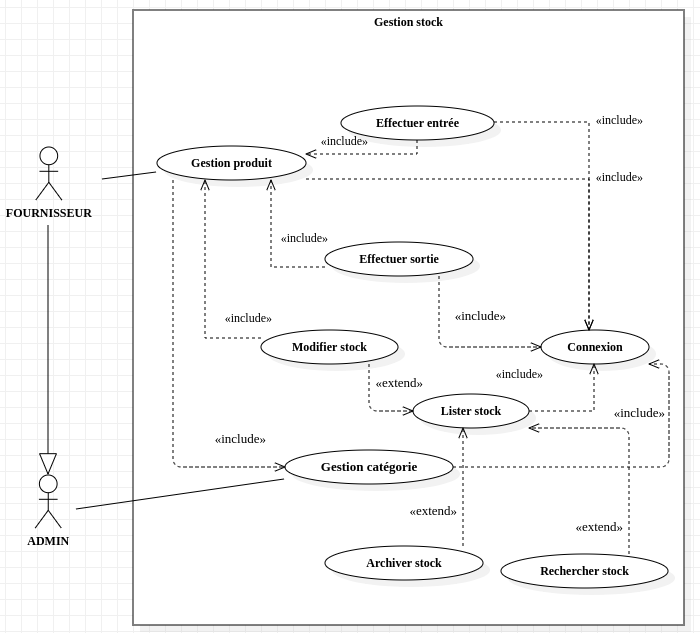 Gestion stock
Effectuer entrée
«include»
«include»
Gestion produit
«include»
FOURNISSEUR
«include»
Effectuer sortie
«include»
«include»
Modifier stock
Connexion
«include»
«extend»
Lister stock
«include»
«include»
Gestion catégorie
«extend»
«extend»
ADMIN
Archiver stock
Rechercher stock